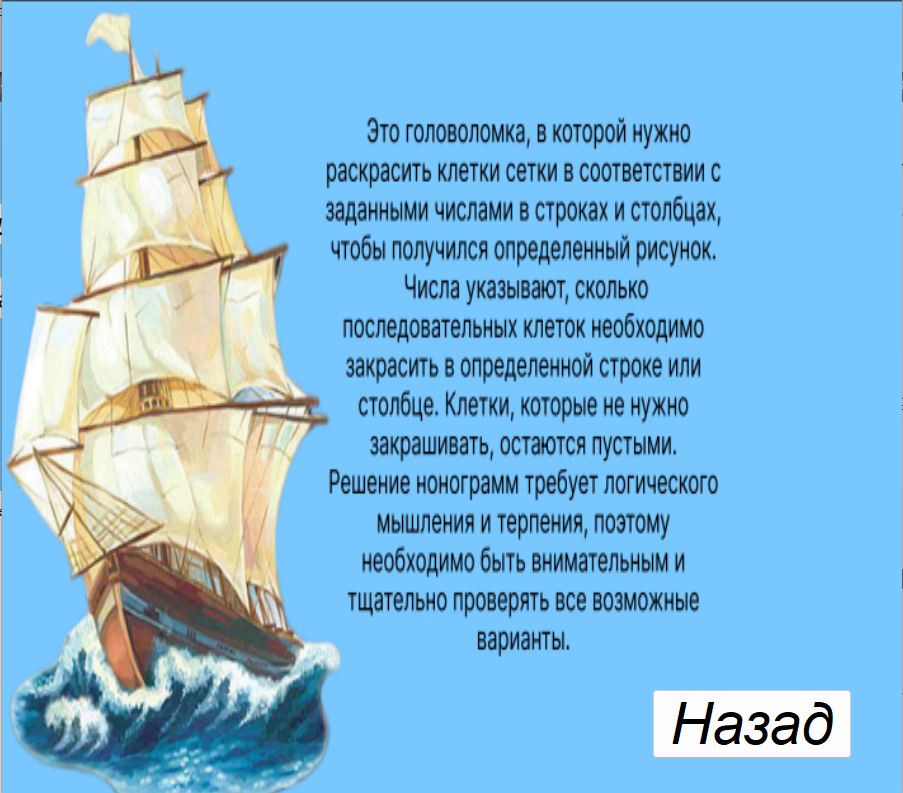 Это головоломка, в которой нужно
раскрасить клетки сетки в соответствии с
заданными числами в строках и столбцах,
чтобы получился определенный рисунок.
Числа указывают, сколько
последовательных клеток необходимо
закрасить в определенной строке или
столбце. Клетки, которые не нужно
закрашивать, остаются пустыми.
Решение нонограмм требует логического
мышления и терпения, поэтому
необходимо быть внимательным и
тщательно проверять все возможные
варианты.
Назад